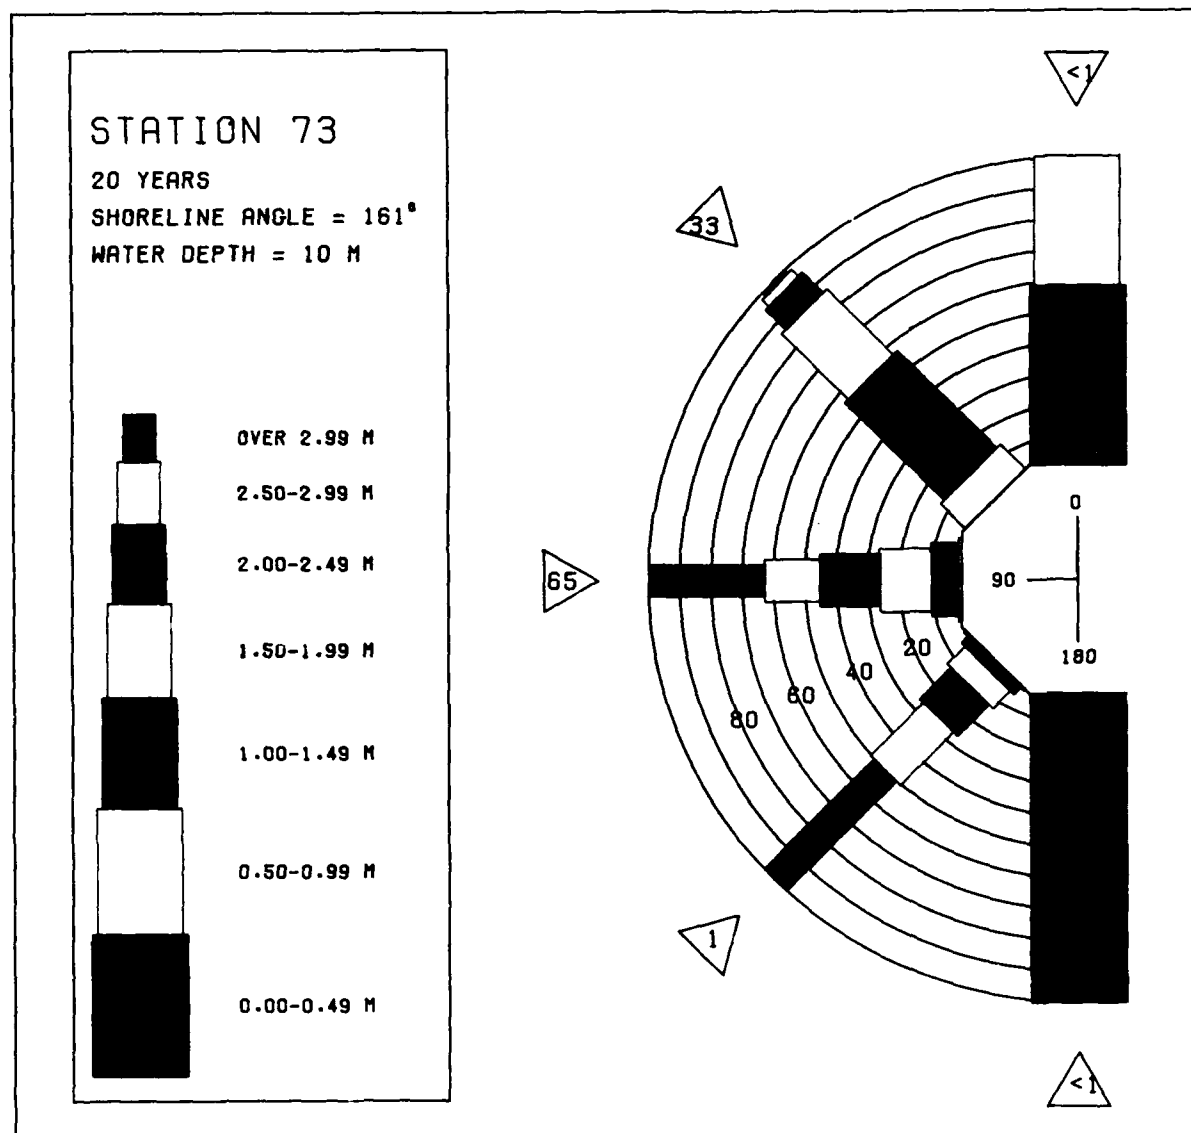 STATION 73
20 YEARS
SHORELINE ANGLE = 161°
WATER DEPTH = 10 M
OVER 2.99 M
2.50-2.99 M
2.00-2.49 M
1.50-1.99 M
1.00-1.49 M
0.50-0.99 M
0.00-0.49 M
<1
33
65
0
90
180
20
40
60
80
1
<1